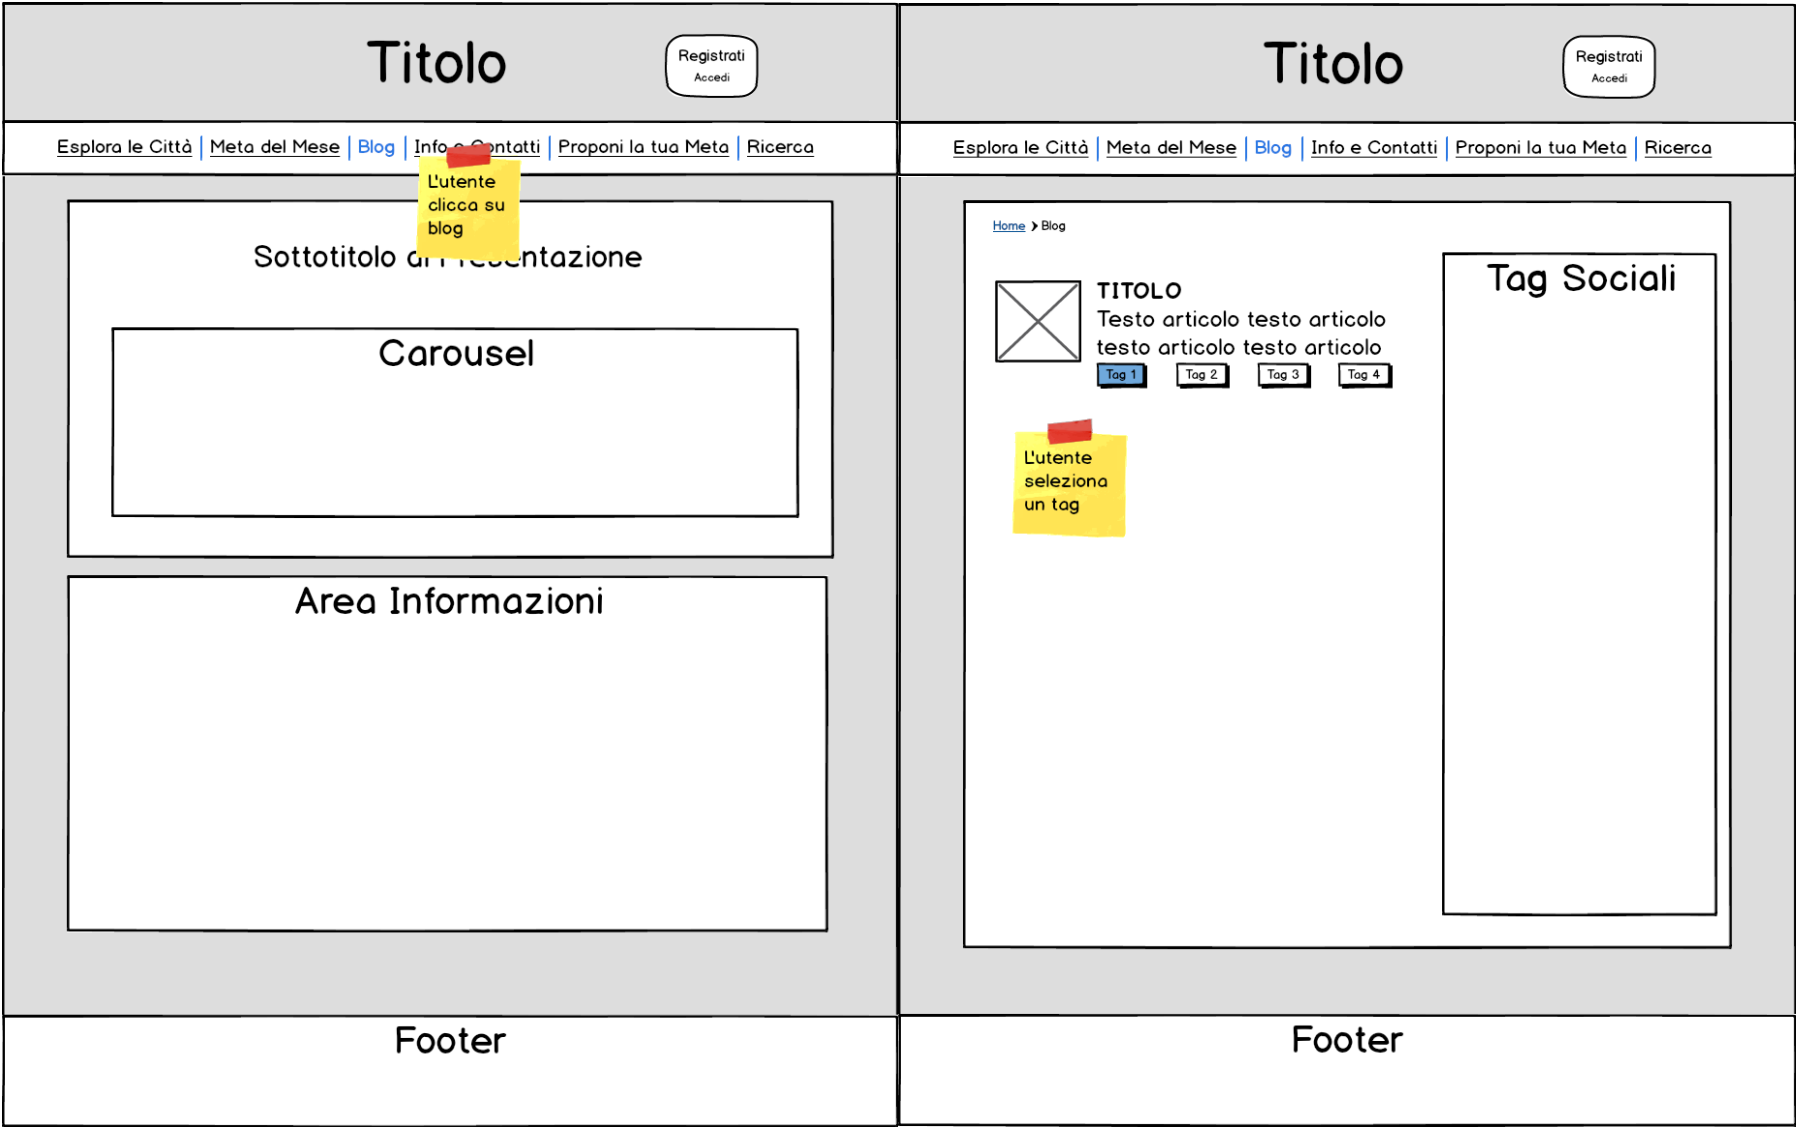 Titolo
Registrati
Accedi
Esplora le Città Meta del Mese Blog Info e Contatti Proponi la tua Meta Ricerca
L'utente
clicca su
blog
Sottotitolo di Presentazione
Carousel
Area Informazioni
Footer
Titolo
Registrati
Accedi
Esplora le Città Meta del Mese Blog Info e Contatti Proponi la tua Meta Ricerca
Home Blog
TITOLO
Testo articolo testo articolo
testo articolo testo articolo
Tag 1 Tag 2 Tag 3 Tag 4
L'utente
seleziona
un tag
Tag Sociali
Footer